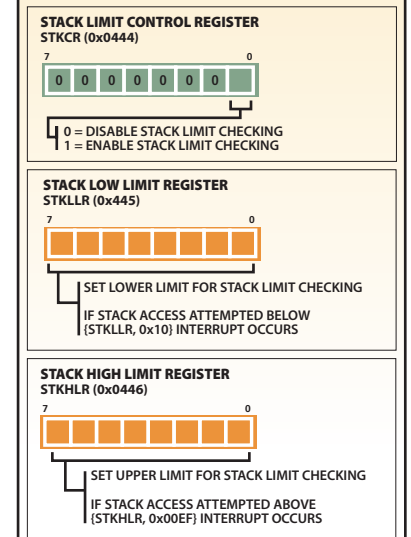 STACK LIMIT CONTROL REGISTER
STKCR (0x0444)
7 0
0 0 0 0 0 0 0
0 = DISABLE STACK LIMIT CHECKING
1 = ENABLE STACK LIMIT CHECKING
STACK LOW LIMIT REGISTER
STKLLR (0x445)
7 0
SET LOWER LIMIT FOR STACK LIMIT CHECKING
IF STACK ACCESS ATTEMPTED BELOW
{STKLLR, 0x10} INTERRUPT OCCURS
STACK HIGH LIMIT REGISTER
STKHLR (0x0446)
7 0
SET UPPER LIMIT FOR STACK LIMIT CHECKING
IF STACK ACCESS ATTEMPTED ABOVE
{STKHLR, 0x00EF} INTERRUPT OCCURS